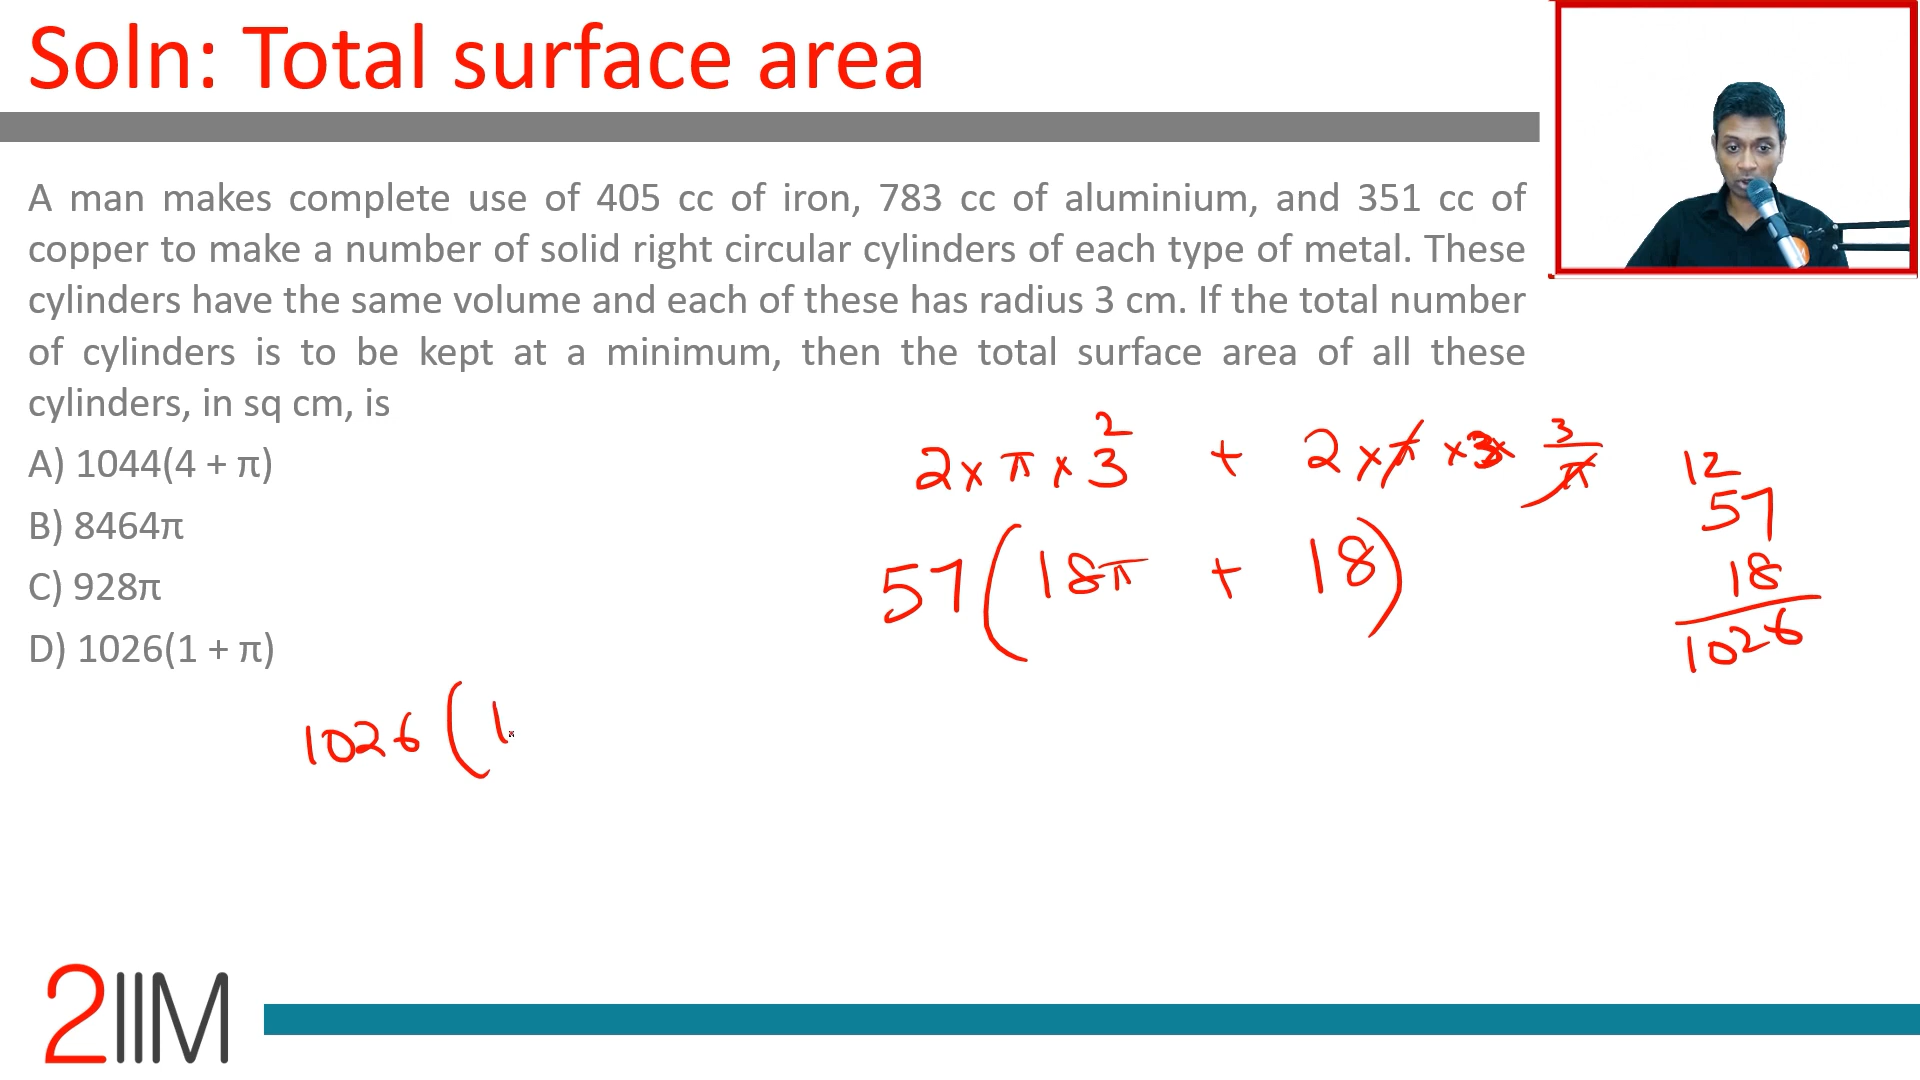 Soln: Total surface area
A man makes complete use of 405 cc of iron, 783 cc of aluminium, and 351 cc of
copper to make a number of solid right circular cylinders of each type of metal. These
cylinders have the same volume and each of these has radius 3 cm. If the total number
of cylinders is to be kept at a minimum, then the total surface area of all these
cylinders, in sq cm, is
A) 1044(4 + π)
B) 8464π
C) 928π
D) 1026(1 + π)
2 × π × 3² + 2 × π × 3 × 3/π
57 (18π + 18)
12
57
18
1026
1026 (1
2IIM